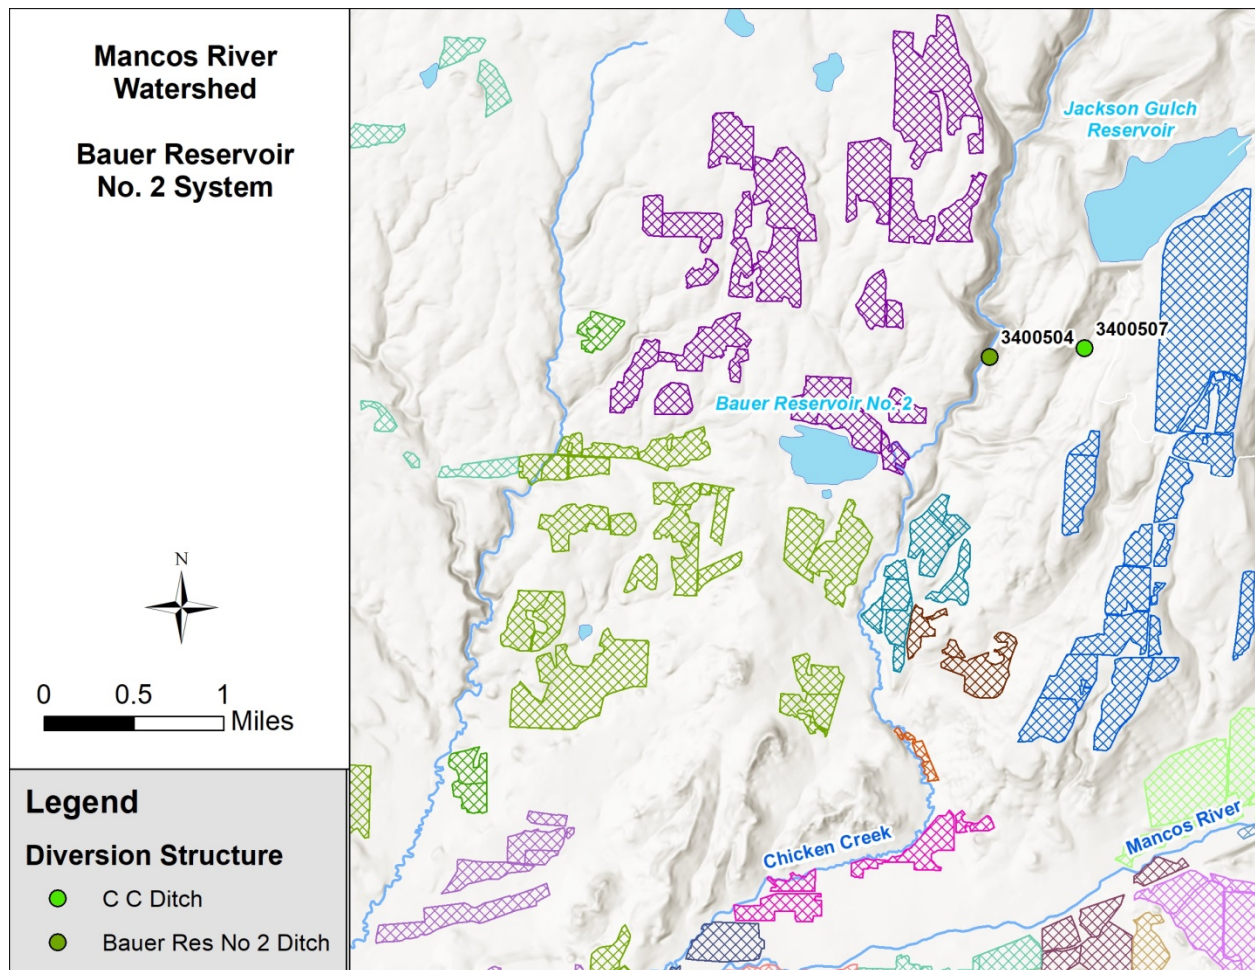 Mancos River
Watershed
Bauer Reservoir
No. 2 System
N
0 0.5 1
Miles
Legend
Diversion Structure
C C Ditch
Bauer Res No 2 Ditch
Jackson Gulch
Reservoir
3400504
3400507
Bauer Reservoir No. 2
Chicken Creek
Mancos River